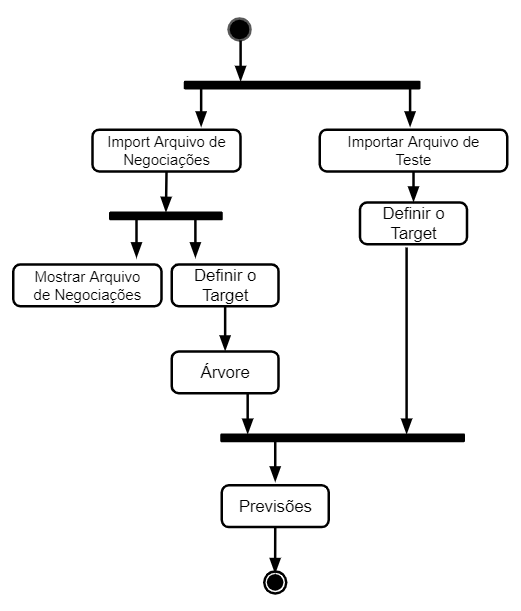 Import Arquivo de
Negociações
Importar Arquivo de
Teste
Definir o
Target
Mostrar Arquivo
de Negociações
Definir o
Target
Árvore
Previsões